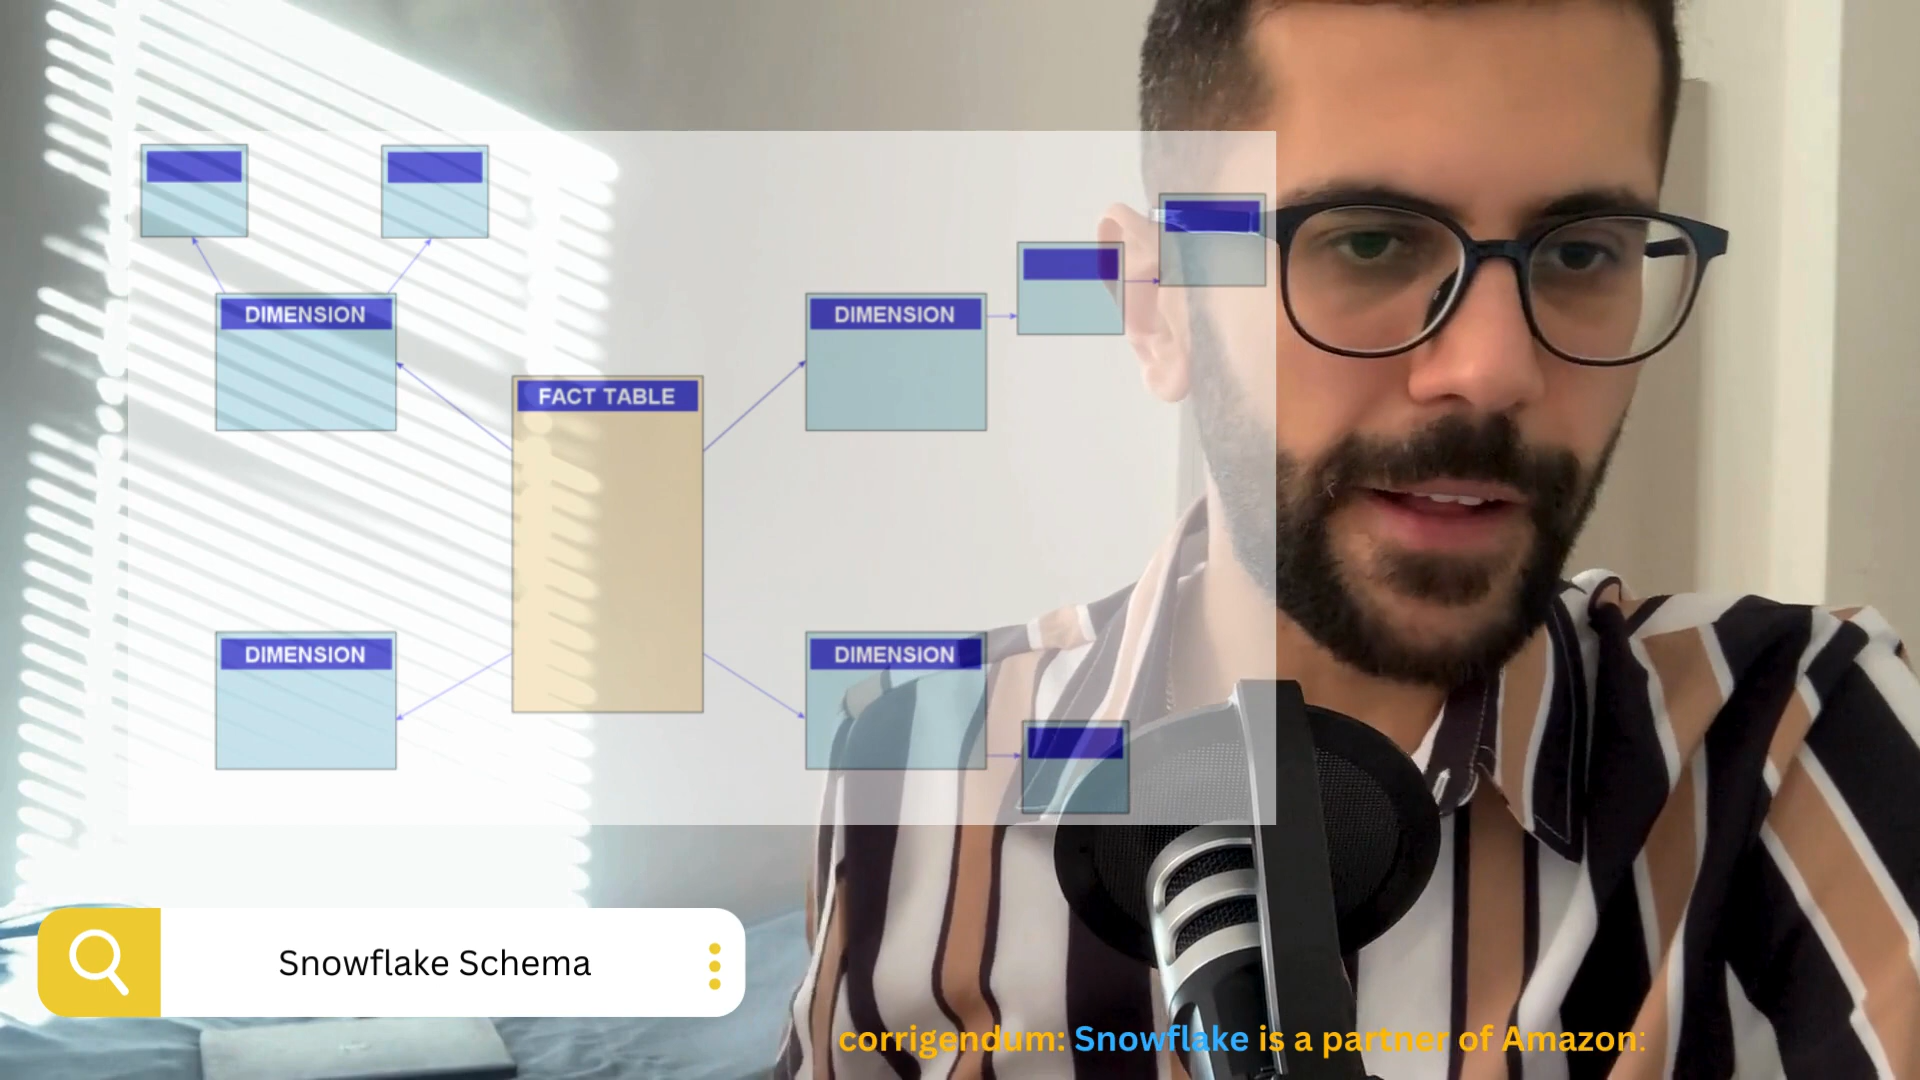 DIMENSION
DIMENSION
FACT TABLE
DIMENSION
DIMENSION
Snowflake Schema
corrigendum: Snowflake is a partner of Amazon: